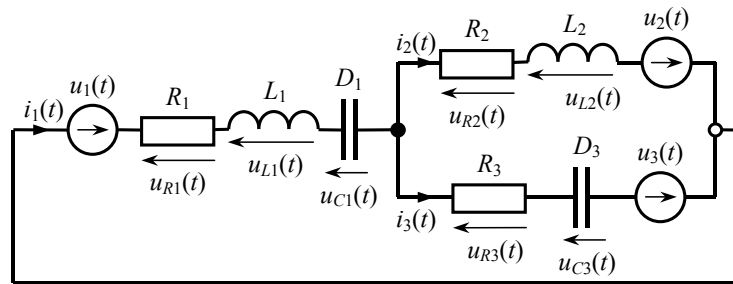 i1(t)
u1(t)
R1
L1
D1
uR1(t)
uL1(t)
uC1(t)
i2(t)
R2
L2
u2(t)
uR2(t)
uL2(t)
i3(t)
R3
D3
u3(t)
uR3(t)
uC3(t)